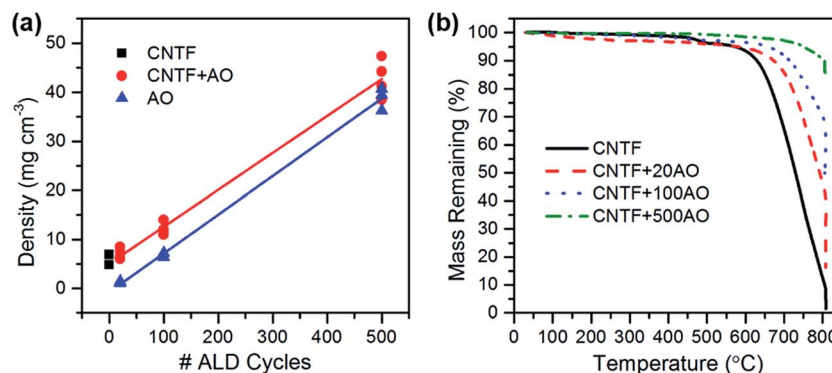 (a)
CNTF
CNTF+AO
AO
Density (mg cm⁻³)
50
40
30
20
10
0
0 100 200 300 400 500
# ALD Cycles
(b)
Mass Remaining (%)
100
90
80
70
60
50
40
30
20
10
0
CNTF
CNTF+20AO
CNTF+100AO
CNTF+500AO
0 100 200 300 400 500 600 700 800
Temperature (°C)